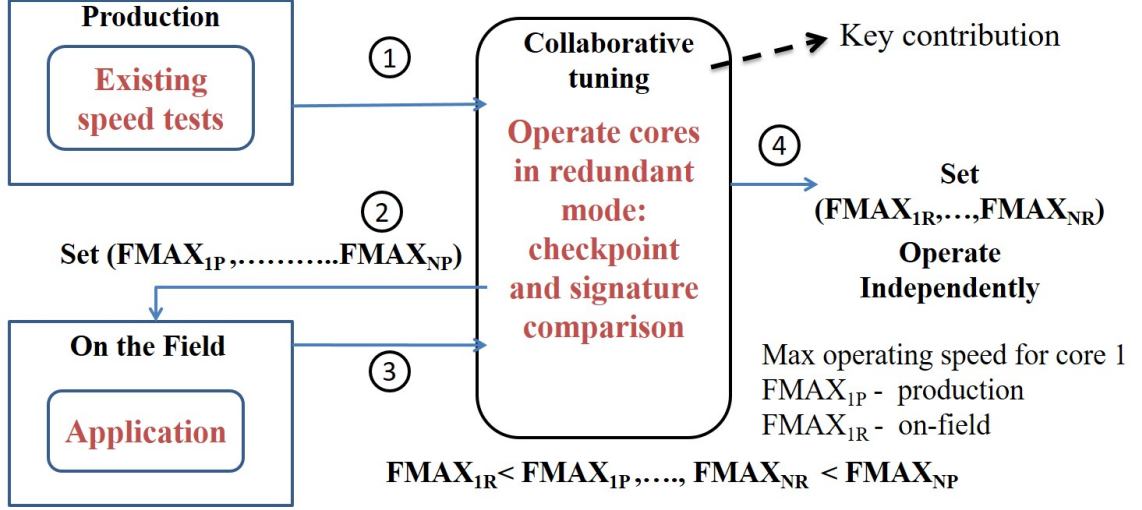 Production
Existing
speed tests
1
Collaborative
tuning
Key contribution
Operate cores
in redundant
mode:
checkpoint
and signature
comparison
4
Set
(FMAX1R,…,FMAXNR)
Operate
Independently
2
Set (FMAX1P,………..FMAXNP)
On the Field
Application
3
Max operating speed for core 1
FMAX1P - production
FMAX1R - on-field
FMAX1R< FMAX1P,…., FMAXNR < FMAXNP